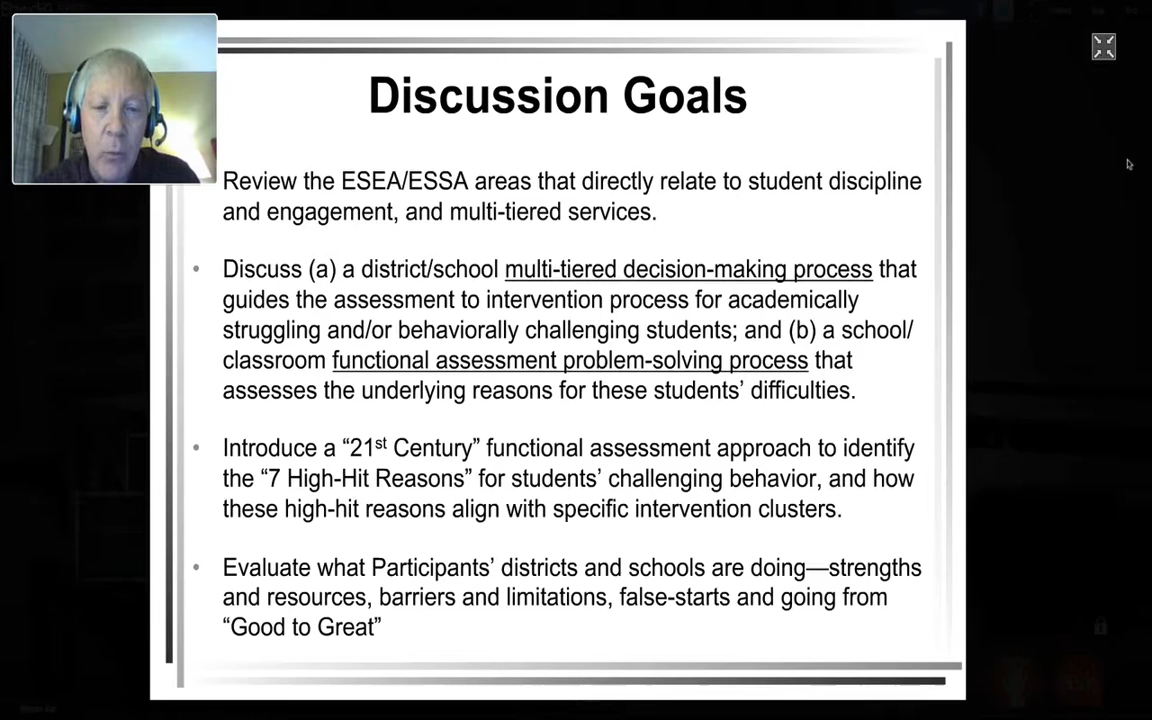 Discussion Goals
Review the ESEA/ESSA areas that directly relate to student discipline
and engagement, and multi-tiered services.
• Discuss (a) a district/school multi-tiered decision-making process that
guides the assessment to intervention process for academically
struggling and/or behaviorally challenging students; and (b) a school/
classroom functional assessment problem-solving process that
assesses the underlying reasons for these students’ difficulties.
• Introduce a “21st Century” functional assessment approach to identify
the “7 High-Hit Reasons” for students’ challenging behavior, and how
these high-hit reasons align with specific intervention clusters.
• Evaluate what Participants’ districts and schools are doing—strengths
and resources, barriers and limitations, false-starts and going from
“Good to Great”